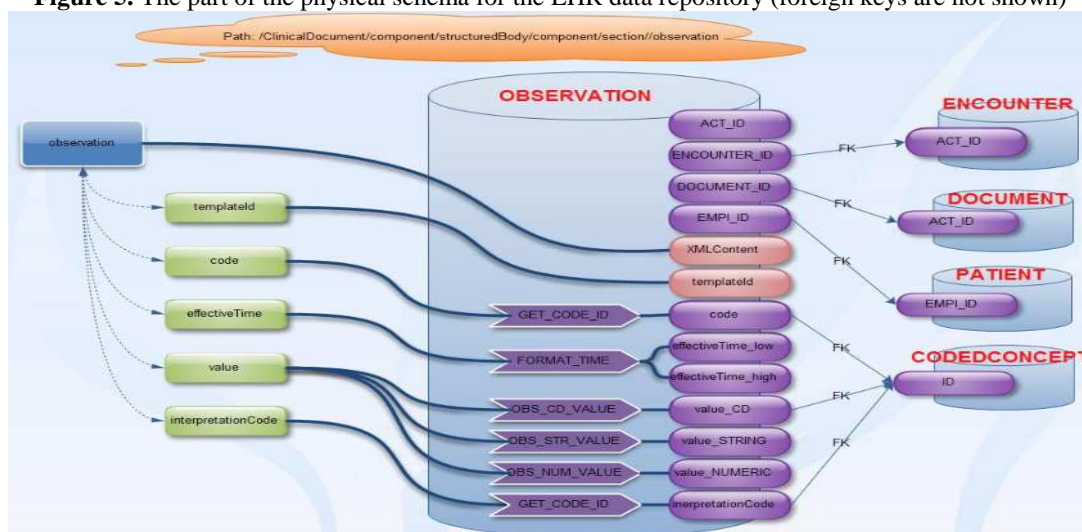 Figure 5. The part of the physical schema for the EHR data repository (foreign keys are not shown)
Path: /ClinicalDocument/component/structuredBody/component/section//observation
OBSERVATION
ENCOUNTER
ACT_ID
observation
ENCOUNTER_ID
FK
ACT_ID
DOCUMENT_ID
DOCUMENT
templateId
FK
EMPI_ID
ACT_ID
XMLContent
code
FK
PATIENT
templateId
effectiveTime
GET_CODE_ID
code
EMPI_ID
effectiveTime_low
FK
FORMAT_TIME
CODEDCONCEPT
value
effectiveTime_high
ID
OBS_CD_VALUE
value_CD
FK
interpretationCode
OBS_STR_VALUE
value_STRING
FK
OBS_NUM_VALUE
value_NUMERIC
GET_CODE_ID
inerpretationCode